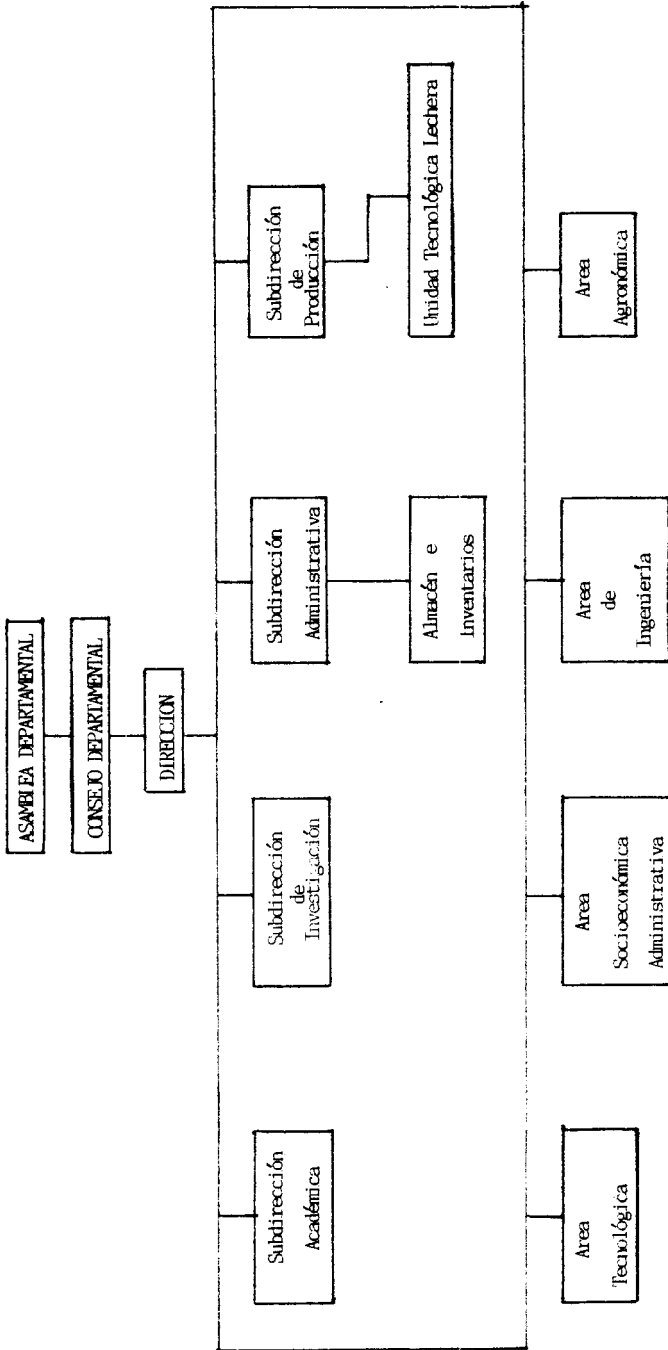 ASAMBLEA DEPARTAMENTAL
CONSEJO DEPARTAMENTAL
DIRECCION
Subdirección
Académica
Subdirección
de
Investigación
Subdirección
Administrativa
Subdirección
de
Producción
Almacén e
Inventarios
Unidad Tecnológica Lechera
Area
Tecnológica
Area
Socioeconómica
Administrativa
Area
de
Ingeniería
Area
Agronómica